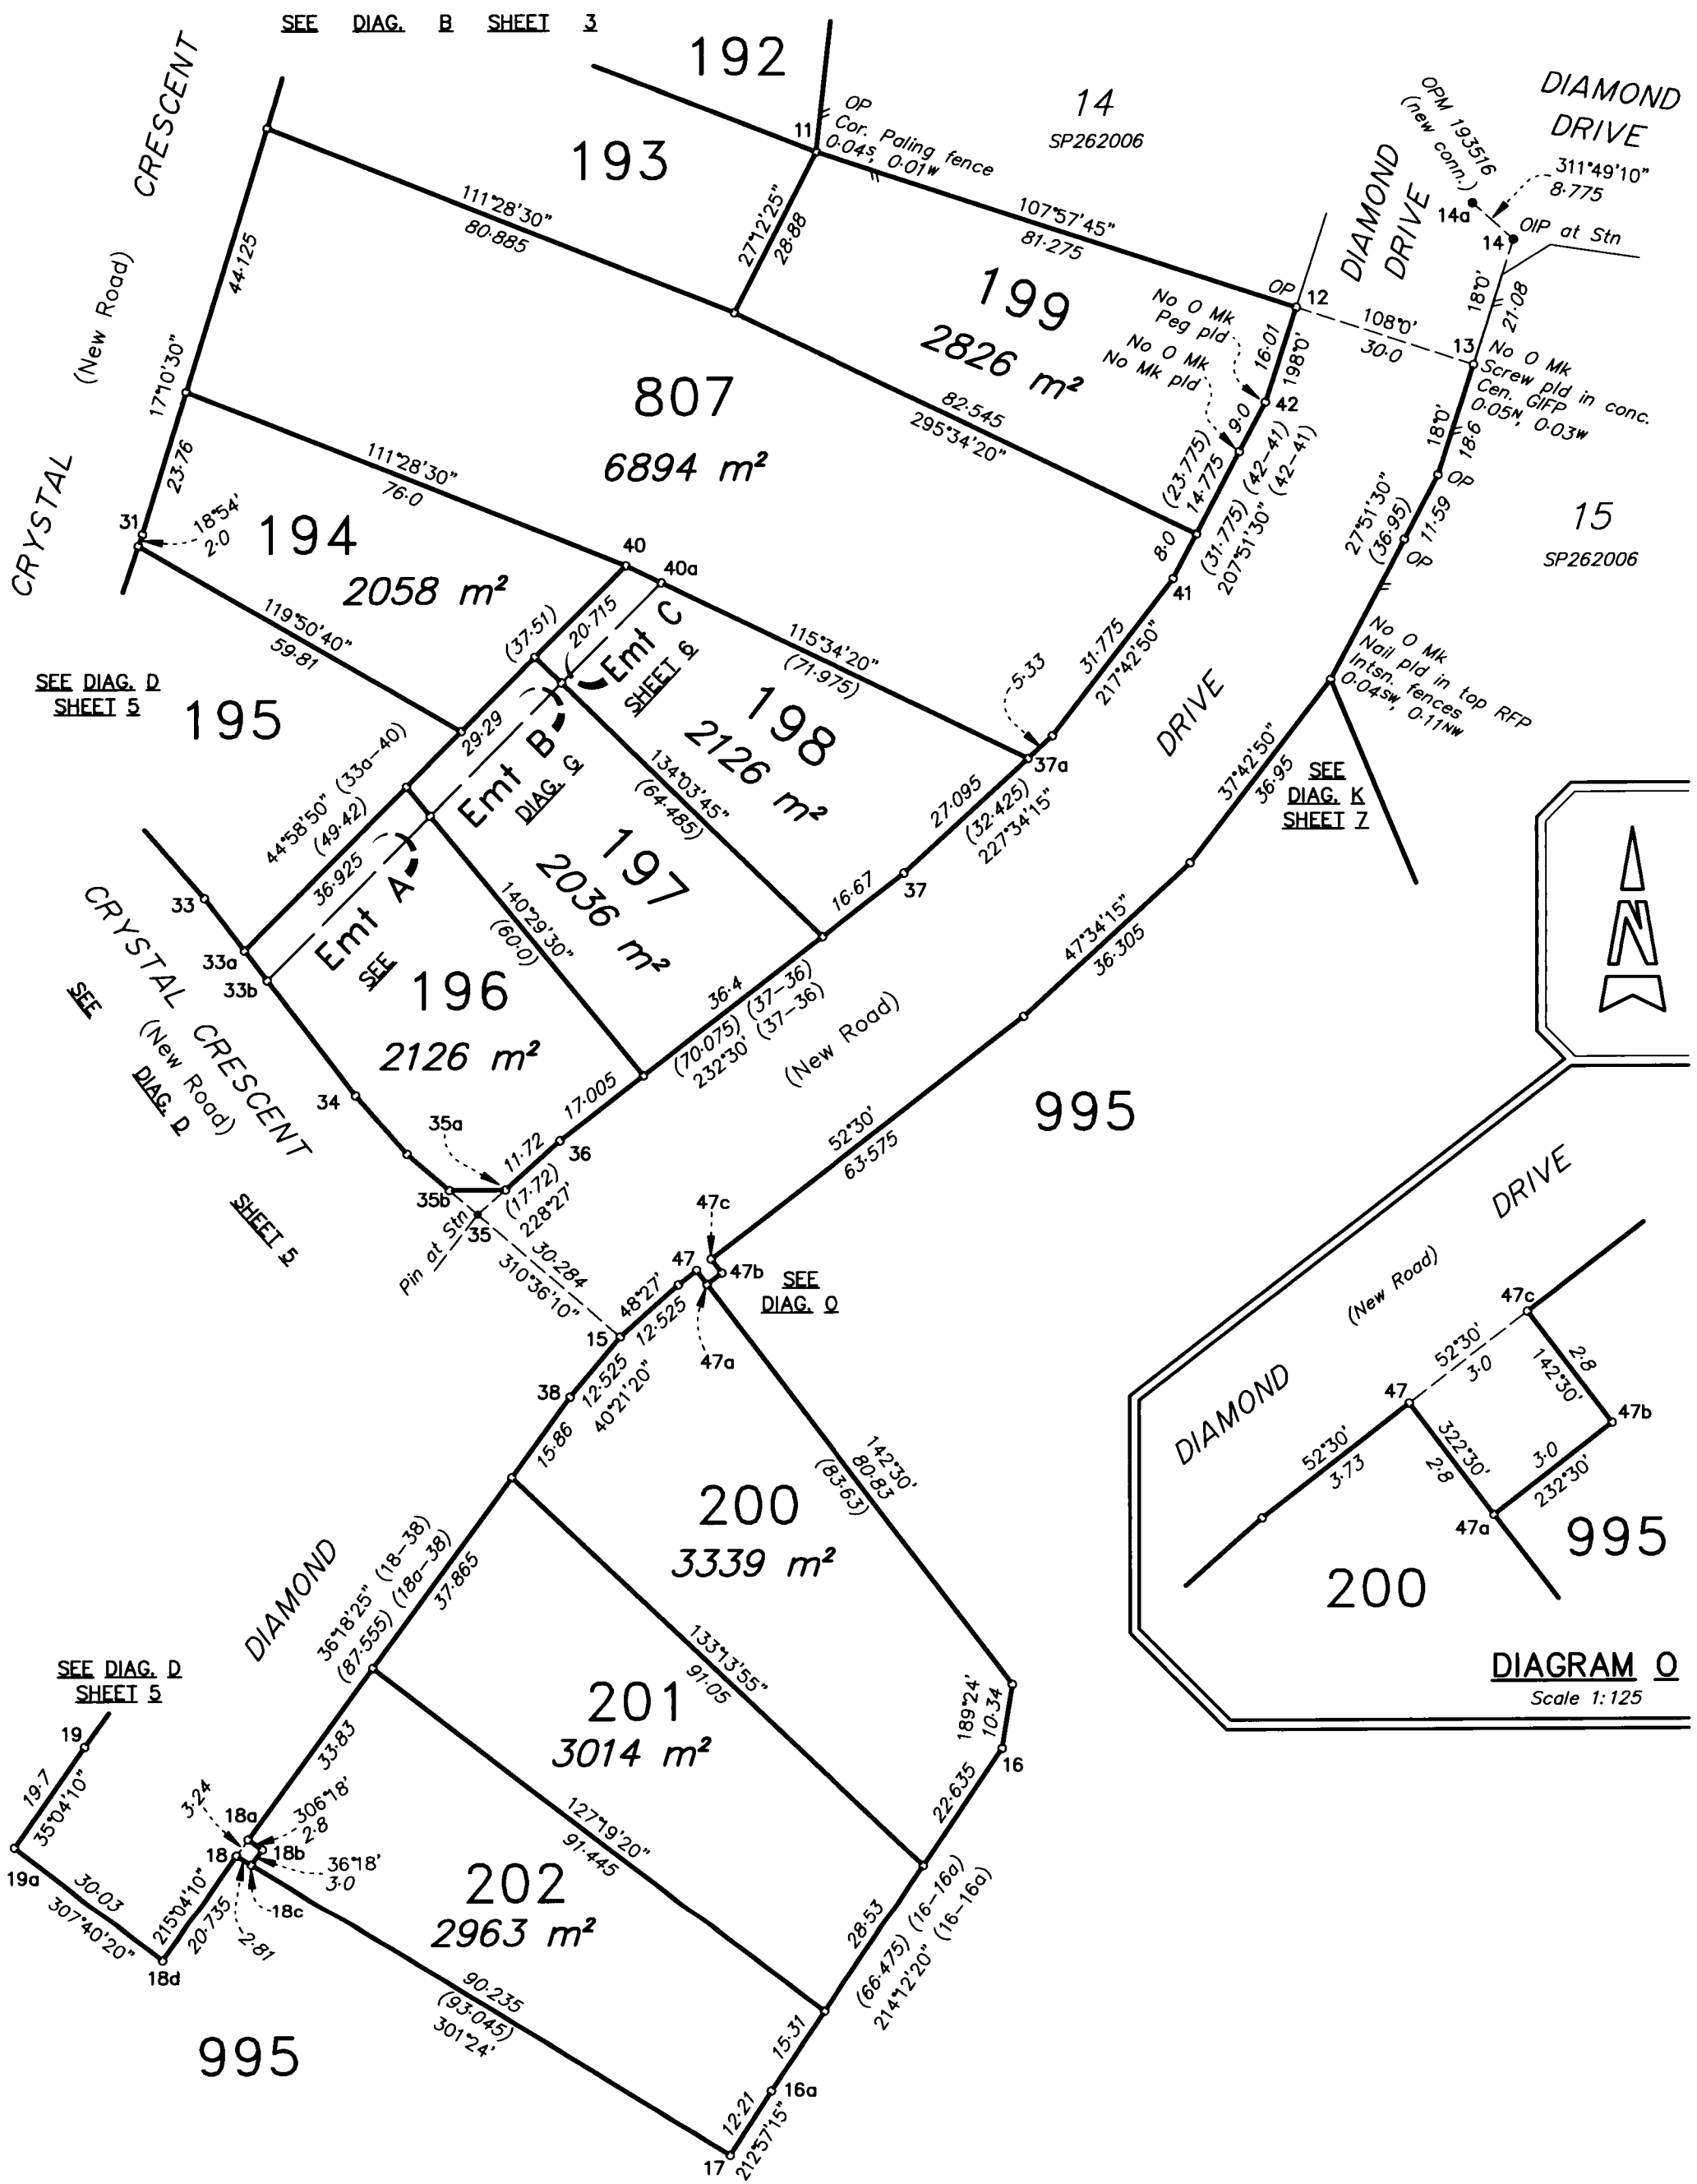 SEE DIAG. B SHEET 3
CRESCENT
192
OP
Cor. Paling fence
0·04S, 0·01W
11
14
SP262006
OPM 193516
(new conn.)
DIAMOND
DRIVE
311°49'10"
8·775
14a
14
OIP at Stn
193
111°28'30"
80·885
27°12'25"
28·88
107°57'45"
81·275
DIAMOND
DRIVE
44·125
(New Road)
17°10'30"
199
2826 m²
OP
12
18°0'
21·08
108°0'
30·0
13
No O Mk
Peg pld
No O Mk
No Mk pld
16·01
198°0'
No O Mk
Screw pld in conc.
Cen. GIFP
0·05N, 0·03W
42
9·0
18°0'
18·6
OP
807
6894 m²
82·545
295°34'20"
(23·775)
14·775
(31·775) (42-41)
207°51'30" (42-41)
27°51'30"
(36·95)
11·59
OP
15
SP262006
CRYSTAL
23·76
111°28'30"
76·0
31
18°54'
2·0
194
2058 m²
40
40a
8·0
41
119°50'40"
59·81
(37·51)
20·715
Emt C
SHEET 6
115°34'20"
(71·975)
31·775
217°42'50"
No O Mk
Nail pld in top RFP
Intsn. fences
0·04SW, 0·11NW
SEE DIAG. D
SHEET 5
195
5·33
DRIVE
198
2126 m²
29·29
Emt B
DIAG. G
37a
37°42'50"
36·95
SEE
DIAG. K
SHEET 7
134°03'45"
(64·485)
27·095
(32·425)
227°34'15"
44°58'50" (33a-40)
(49·42)
36·925
Emt A
SEE
197
2036 m²
N
33
16·67
37
CRYSTAL CRESCENT
(New Road)
33a
33b
140°29'30"
(60·0)
47°34'15"
36·305
SEE
DIAG. D
SHEET 5
196
2126 m²
36·4
(70·075) (37-36)
232°30' (37-36)
(New Road)
34
995
35a
17·005
52°30'
63·575
11·72
36
35b
(17·72)
228°27'
35
Pin at Stn
30·284
310°36'10"
47c
47
47b
SEE
DIAG. O
48°27'
12·525
15
47a
DRIVE
(New Road)
47c
52°30'
3·0
2·8
142°30'
DIAMOND
47
47b
52°30'
3·73
322°30'
2·8
3·0
232°30'
47a
995
200
DIAGRAM O
Scale 1:125
38
12·525
40°21'20"
15·86
142°30'
80·83
(83·63)
200
3339 m²
DIAMOND
36°18'25" (18-38)
(87·555) (18a-38)
37·865
133°13'55"
91·05
SEE DIAG. D
SHEET 5
201
3014 m²
189°24'
10·34
16
19
19·7
35°04'10"
33·83
22·635
3·24
18a
306°18'
2·8
127°19'20"
91·445
18
18b
36°18'
3·0
19a
30·03
307°40'20"
215°04'10"
20·735
18c
2·81
18d
202
2963 m²
28·53
(66·475) (16-16a)
214°12'20" (16-16a)
90·235
(93·045)
301°24'
995
15·31
16a
12·21
212°57'15"
17